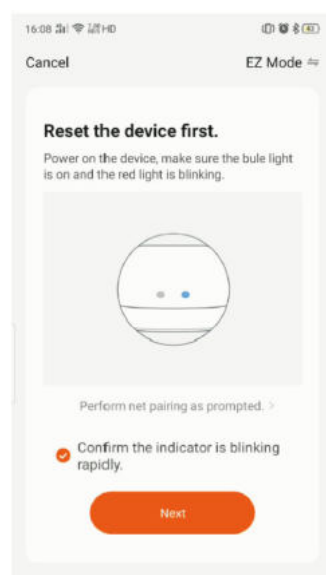 16:08 HD 43
Cancel EZ Mode
Reset the device first.
Power on the device, make sure the bule light
is on and the red light is blinking.
Perform net pairing as prompted. >
Confirm the indicator is blinking
rapidly.
Next